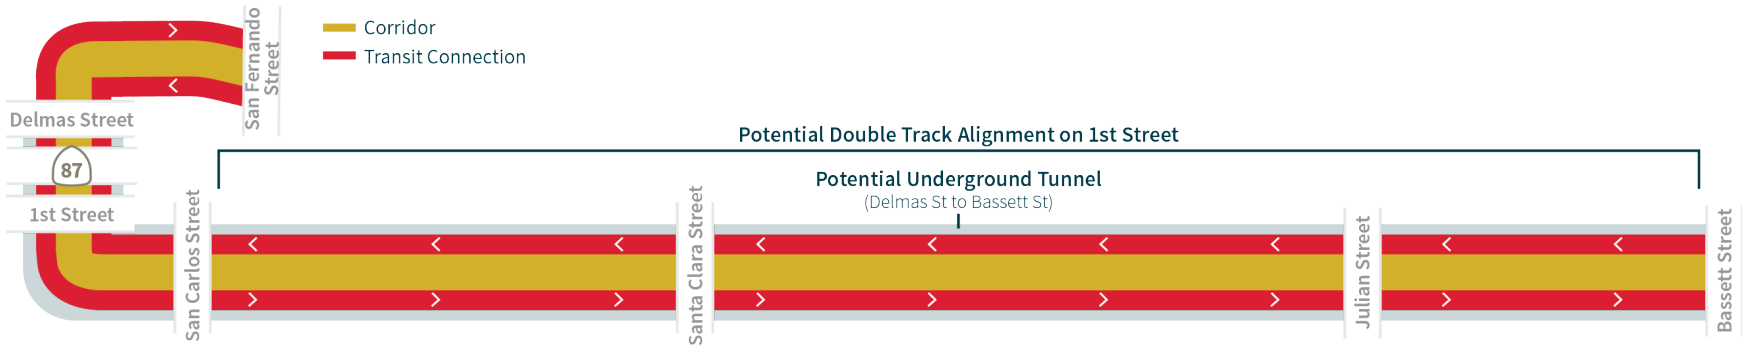 San Fernando
Street
Corridor
Transit Connection
Delmas Street
87
1st Street
Potential Double Track Alignment on 1st Street
Potential Underground Tunnel
(Delmas St to Bassett St)
San Carlos Street
Santa Clara Street
Julian Street
Bassett Street